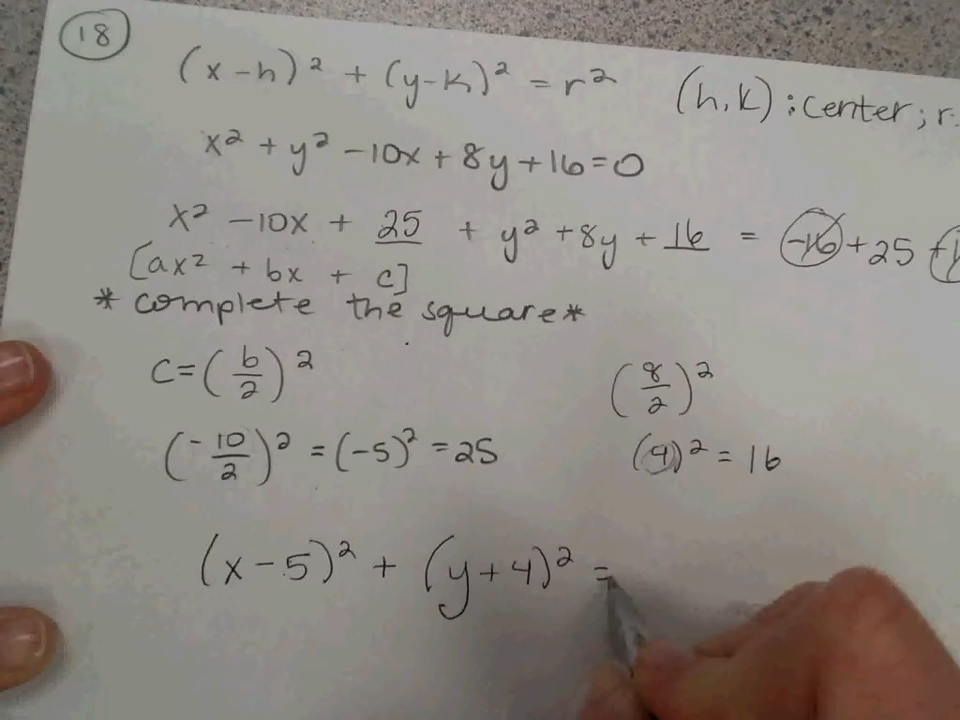 18
(x-h)² + (y-k)² = r² (h,k): center; r
x² + y² -10x + 8y + 16 = 0
x² -10x + 25 + y² + 8y + 16 = -16 + 25 +
[ax² + bx + c]
* complete the square *
c = (b/2)² (8/2)²
(-10/2)² = (-5)² = 25 (4)² = 16
(x-5)² + (y+4)² =